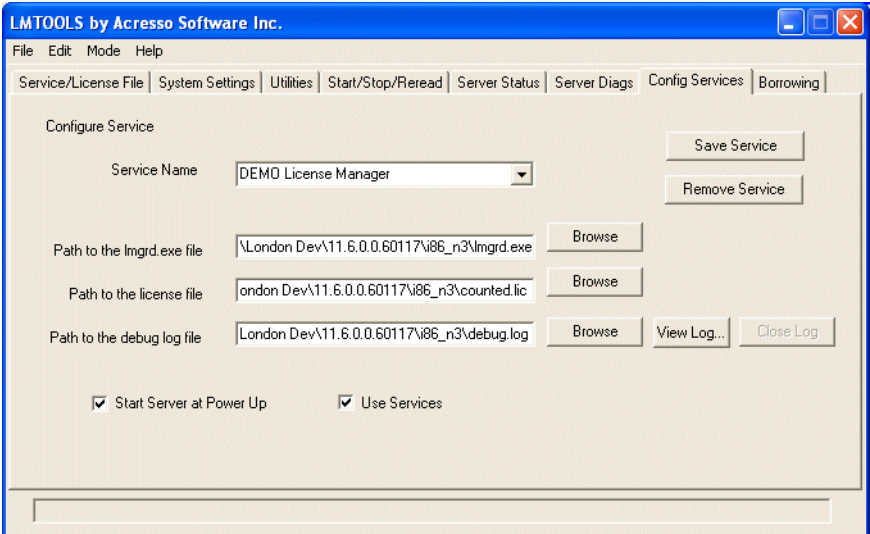 LMTOOLS by Acresso Software Inc.
File Edit Mode Help
Service/License File System Settings Utilities Start/Stop/Reread Server Status Server Diags Config Services Borrowing
Configure Service
Save Service
Service Name DEMO License Manager
Remove Service
Path to the lmgrd.exe file \London Dev\11.6.0.0.60117\i86_n3\lmgrd.exe Browse
Path to the license file ondon Dev\11.6.0.0.60117\i86_n3\counted.lic Browse
Path to the debug log file London Dev\11.6.0.0.60117\i86_n3\debug.log Browse View Log... Close Log
Start Server at Power Up Use Services